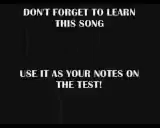 DON'T FORGET TO LEARN
THIS SONG
USE IT AS YOUR NOTES ON
THE TEST!